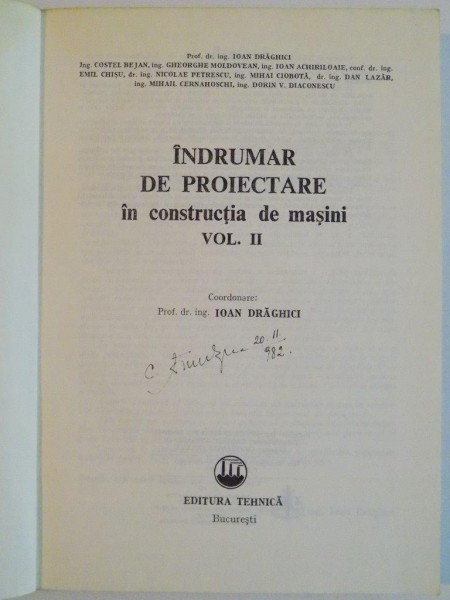 Prof. dr. ing. IOAN DRĂGHICI
Ing. COSTEL BEJAN, ing. GHEORGHE MOLDOVEAN, ing. IOAN ACHIRILOAIE, conf. dr. ing.
EMIL CHIȘU, dr. ing. NICOLAE PETRESCU, ing. MIHAI CIOBOTĂ, dr. ing. DAN LAZĂR,
ing. MIHAIL CERNAHOSCHI, ing. DORIN V. DIACONESCU
ÎNDRUMAR
DE PROIECTARE
în construcția de mașini
VOL. II
Coordonare:
Prof. dr. ing. IOAN DRĂGHICI
C. 20 11 982.
EDITURA TEHNICĂ
București